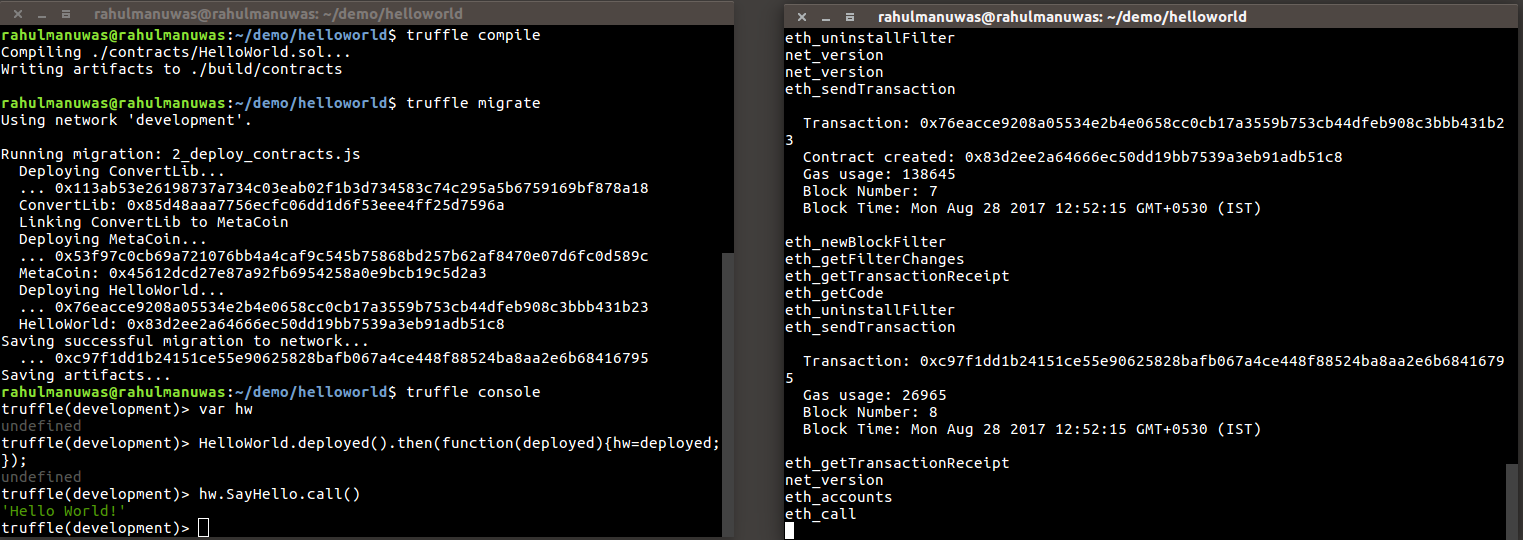 rahulmanuwas@rahulmanuwas: ~/demo/helloworld
rahulmanuwas@rahulmanuwas:~/demo/helloworld$ truffle compile
Compiling ./contracts/HelloWorld.sol...
Writing artifacts to ./build/contracts
rahulmanuwas@rahulmanuwas:~/demo/helloworld$ truffle migrate
Using network 'development'.
Running migration: 2_deploy_contracts.js
Deploying ConvertLib...
... 0x113ab53e26198737a734c03eab02f1b3d734583c74c295a5b6759169bf878a18
ConvertLib: 0x85d48aaa7756ecfc06dd1d6f53eee4ff25d7596a
Linking ConvertLib to MetaCoin
Deploying MetaCoin...
... 0x53f97c0cb69a721076bb4a4caf9c545b75868bd257b62af8470e07d6fc0d589c
MetaCoin: 0x45612dcd27e87a92fb6954258a0e9bcb19c5d2a3
Deploying HelloWorld...
... 0x76eacce9208a05534e2b4e0658cc0cb17a3559b753cb44dfeb908c3bbb431b23
HelloWorld: 0x83d2ee2a64666ec50dd19bb7539a3eb91adb51c8
Saving successful migration to network...
... 0xc97f1dd1b24151ce55e90625828bafb067a4ce448f88524ba8aa2e6b68416795
Saving artifacts...
rahulmanuwas@rahulmanuwas:~/demo/helloworld$ truffle console
truffle(development)> var hw
undefined
truffle(development)> HelloWorld.deployed().then(function(deployed){hw=deployed;
});
undefined
truffle(development)> hw.SayHello.call()
'Hello World!'
truffle(development)>
rahulmanuwas@rahulmanuwas: ~/demo/helloworld
eth_uninstallFilter
net_version
net_version
eth_sendTransaction
Transaction: 0x76eacce9208a05534e2b4e0658cc0cb17a3559b753cb44dfeb908c3bbb431b2
3
Contract created: 0x83d2ee2a64666ec50dd19bb7539a3eb91adb51c8
Gas usage: 138645
Block Number: 7
Block Time: Mon Aug 28 2017 12:52:15 GMT+0530 (IST)
eth_newBlockFilter
eth_getFilterChanges
eth_getTransactionReceipt
eth_getCode
eth_uninstallFilter
eth_sendTransaction
Transaction: 0xc97f1dd1b24151ce55e90625828bafb067a4ce448f88524ba8aa2e6b6841679
5
Gas usage: 26965
Block Number: 8
Block Time: Mon Aug 28 2017 12:52:15 GMT+0530 (IST)
eth_getTransactionReceipt
net_version
eth_accounts
eth_call